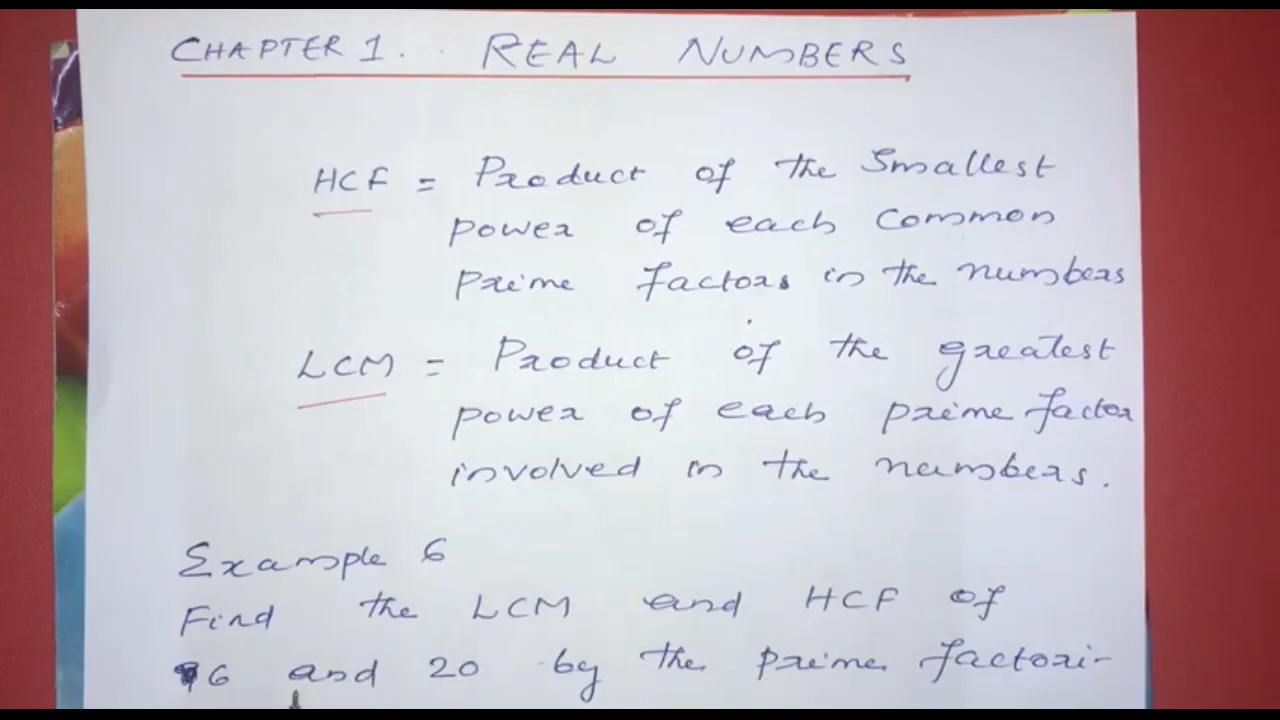 CHAPTER 1. REAL NUMBERS
HCF = Product of the Smallest
power of each Common
prime factors in the numbers
LCM = Product of the greatest
power of each prime factor
involved in the numbers.
Example 6
Find the LCM and HCF of
6 and 20 by the prime factori-